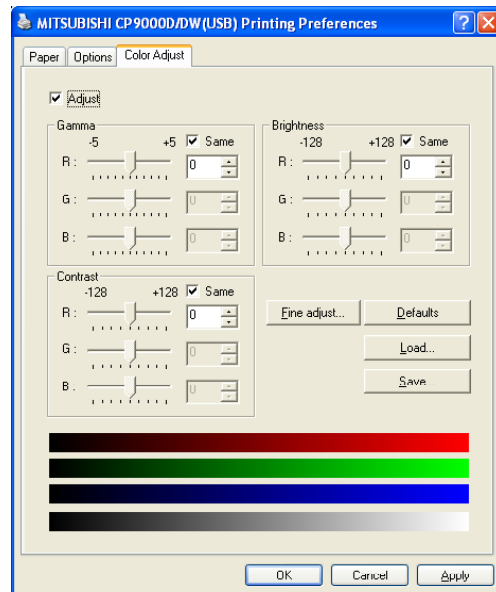 MITSUBISHI CP9000D/DW(USB) Printing Preferences
Paper Options Color Adjust
Adjust
Gamma
-5 +5 Same
R : 0
G : 0
B : 0
Brightness
-128 +128 Same
R : 0
G : 0
B : 0
Contrast
-128 +128 Same
R : 0
G : 0
B : 0
Fine adjust... Defaults
Load...
Save...
OK Cancel Apply